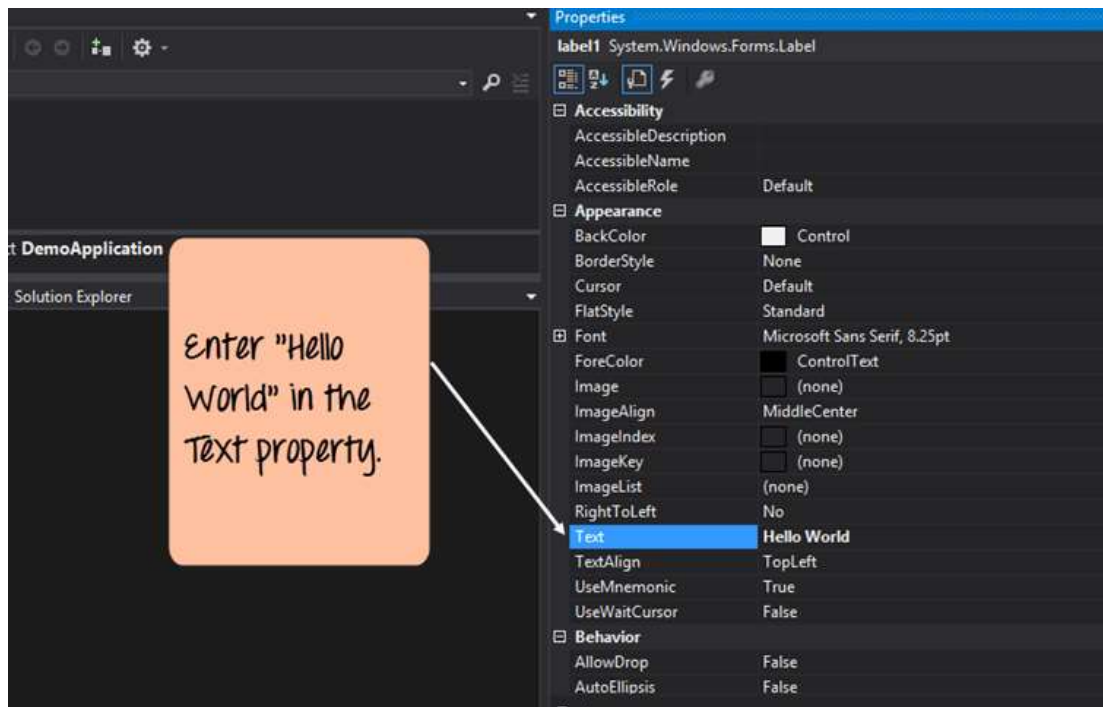 Properties
label1 System.Windows.Forms.Label
Accessibility
AccessibleDescription
AccessibleName
AccessibleRole Default
Appearance
BackColor Control
BorderStyle None
Cursor Default
FlatStyle Standard
Font Microsoft Sans Serif, 8.25pt
ForeColor ControlText
Image (none)
ImageAlign MiddleCenter
ImageIndex (none)
ImageKey (none)
ImageList (none)
RightToLeft No
Text Hello World
TextAlign TopLeft
UseMnemonic True
UseWaitCursor False
Behavior
AllowDrop False
AutoEllipsis False
DemoApplication
Solution Explorer
Enter "Hello
World" in the
Text property.